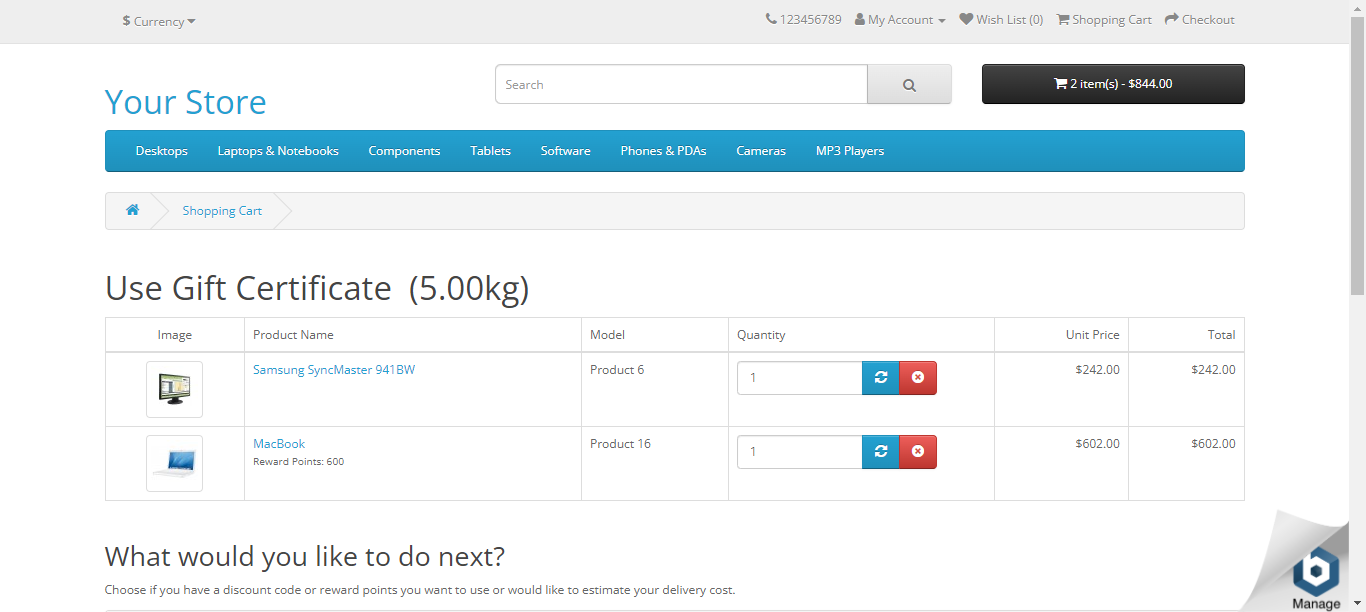 $ Currency
123456789 My Account Wish List (0) Shopping Cart Checkout
Your Store
Search
2 item(s) - $844.00
Desktops Laptops & Notebooks Components Tablets Software Phones & PDAs Cameras MP3 Players
Shopping Cart
Use Gift Certificate (5.00kg)
Image Product Name Model Quantity Unit Price Total
Samsung SyncMaster 941BW Product 6 1 $242.00 $242.00
MacBook Product 16 1 $602.00 $602.00
Reward Points: 600
What would you like to do next?
Choose if you have a discount code or reward points you want to use or would like to estimate your delivery cost.
b
Manage